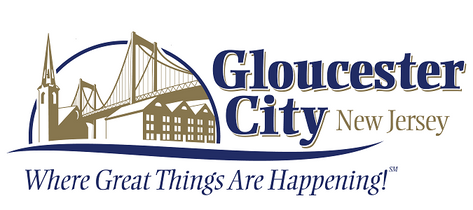 Gloucester
City New Jersey
Where Great Things Are Happening!℠